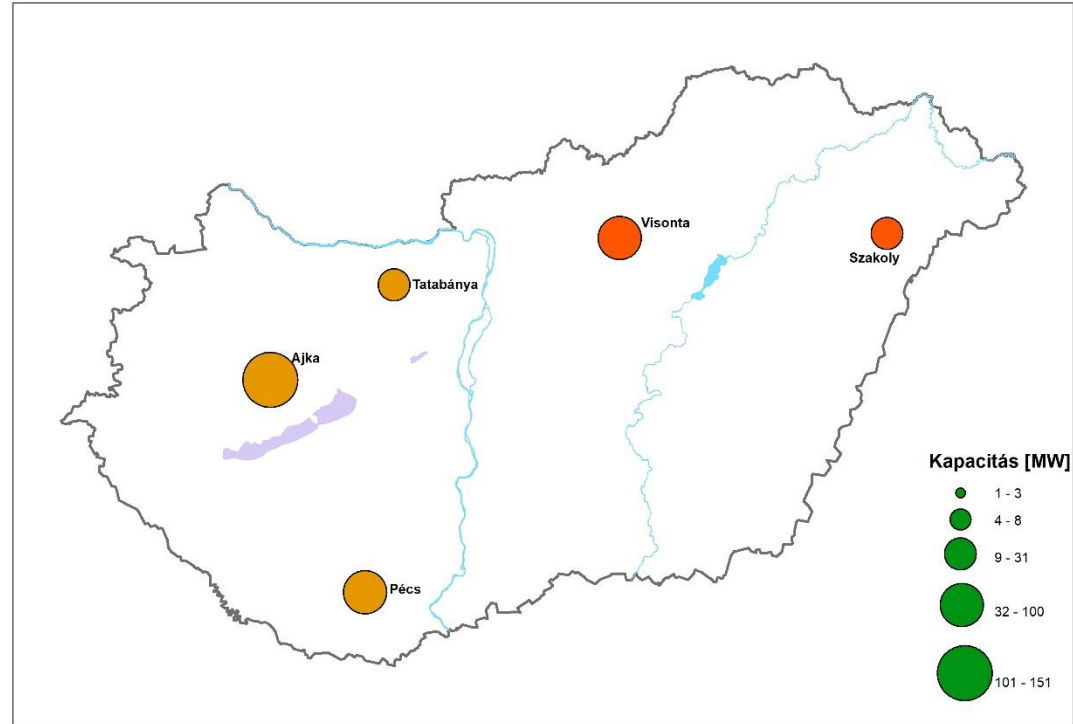 Visonta
Szakoly
Tatabánya
Ajka
Pécs
Kapacitás [MW]
1 - 3
4 - 8
9 - 31
32 - 100
101 - 151